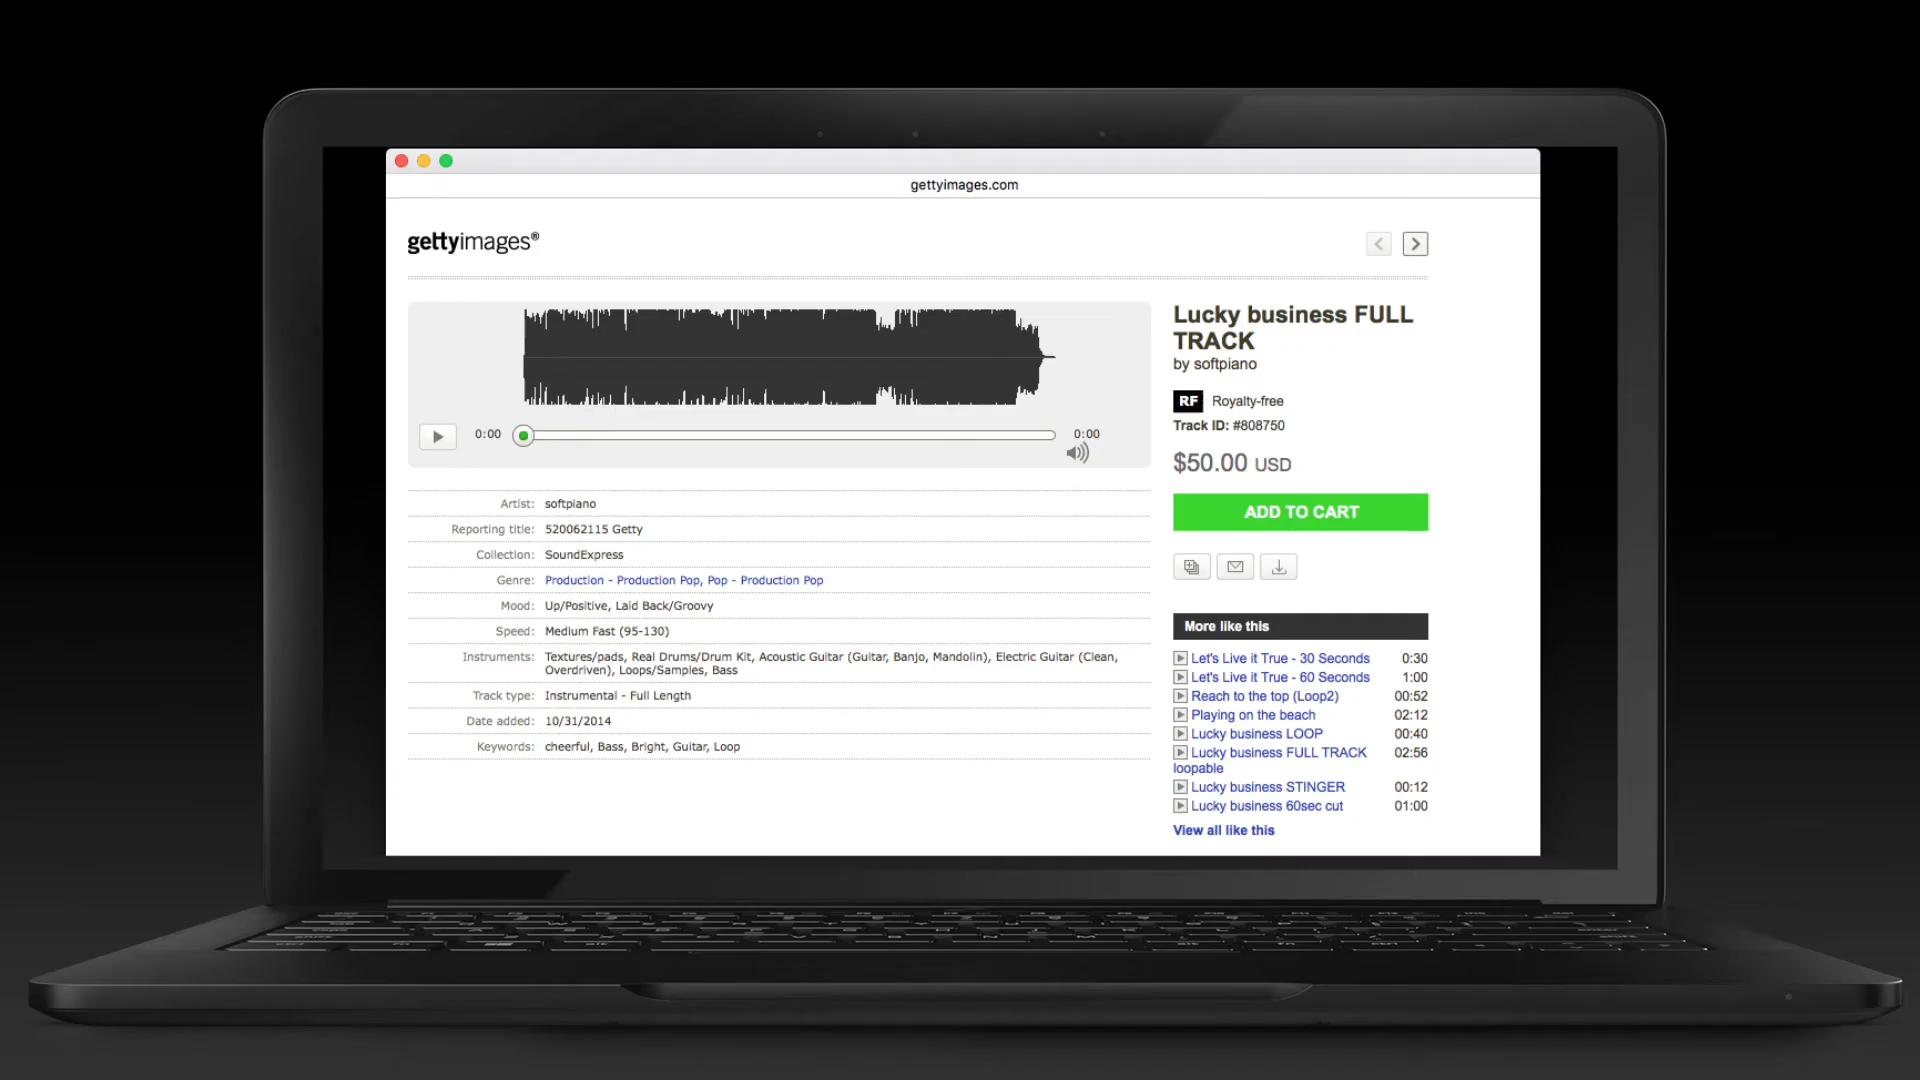 gettyimages.com
gettyimages®
Lucky business FULL
TRACK
by softpiano
RF Royalty-free
Track ID: #808750
$50.00 USD
ADD TO CART
0:00
0:00
Artist: softpiano
Reporting title: 520062115 Getty
Collection: SoundExpress
Genre: Production - Production Pop, Pop - Production Pop
Mood: Up/Positive, Laid Back/Groovy
Speed: Medium Fast (95-130)
Instruments: Textures/pads, Real Drums/Drum Kit, Acoustic Guitar (Guitar, Banjo, Mandolin), Electric Guitar (Clean,
Overdriven), Loops/Samples, Bass
Track type: Instrumental - Full Length
Date added: 10/31/2014
Keywords: cheerful, Bass, Bright, Guitar, Loop
More like this
Let's Live it True - 30 Seconds 0:30
Let's Live it True - 60 Seconds 1:00
Reach to the top (Loop2) 00:52
Playing on the beach 02:12
Lucky business LOOP 00:40
Lucky business FULL TRACK 02:56
loopable
Lucky business STINGER 00:12
Lucky business 60sec cut 01:00
View all like this